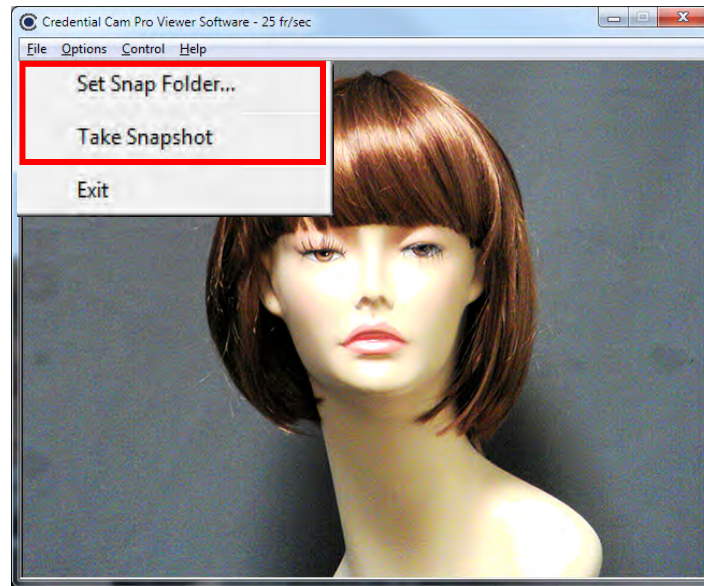 Credential Cam Pro Viewer Software - 25 fr/sec
File Options Control Help
Set Snap Folder...
Take Snapshot
Exit